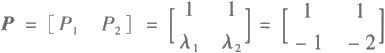 P = [ P₁ P₂ ] = [ 1 1 ; λ₁ λ₂ ] = [ 1 1 ; -1 -2 ]